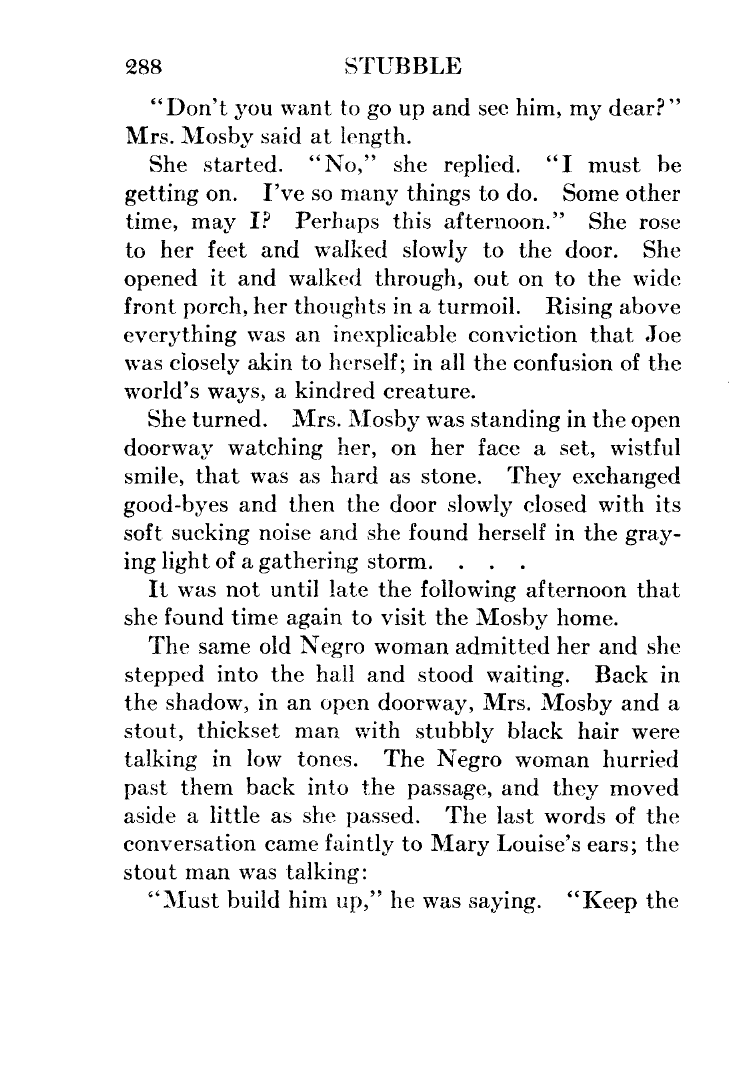 288 STUBBLE
“Don’t you want to go up and see him, my dear?”
Mrs. Mosby said at length.
She started. “No,” she replied. “I must be
getting on. I’ve so many things to do. Some other
time, may I? Perhaps this afternoon.” She rose
to her feet and walked slowly to the door. She
opened it and walked through, out on to the wide
front porch, her thoughts in a turmoil. Rising above
everything was an inexplicable conviction that Joe
was closely akin to herself; in all the confusion of the
world’s ways, a kindred creature.
She turned. Mrs. Mosby was standing in the open
doorway watching her, on her face a set, wistful
smile, that was as hard as stone. They exchanged
good-byes and then the door slowly closed with its
soft sucking noise and she found herself in the gray-
ing light of a gathering storm. . . .
It was not until late the following afternoon that
she found time again to visit the Mosby home.
The same old Negro woman admitted her and she
stepped into the hall and stood waiting. Back in
the shadow, in an open doorway, Mrs. Mosby and a
stout, thickset man with stubbly black hair were
talking in low tones. The Negro woman hurried
past them back into the passage, and they moved
aside a little as she passed. The last words of the
conversation came faintly to Mary Louise’s ears; the
stout man was talking:
“Must build him up,” he was saying. “Keep the